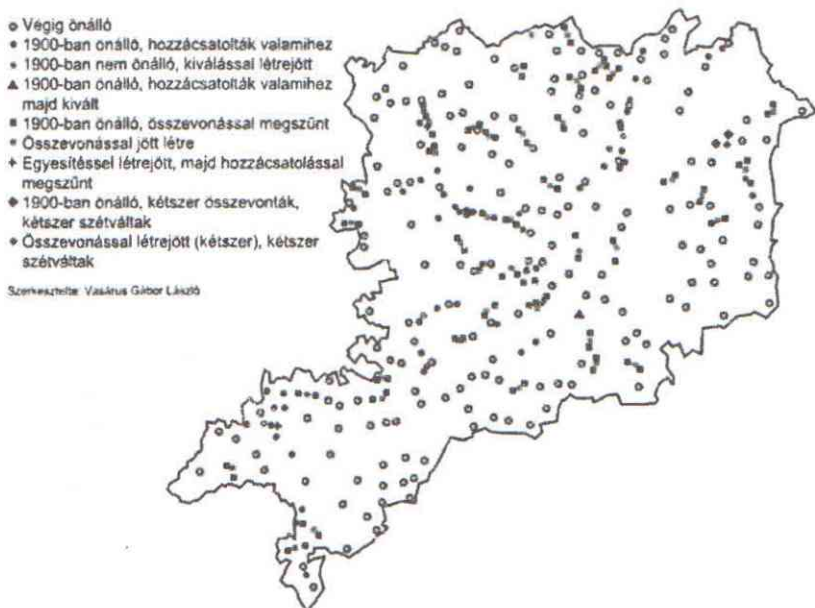 Végig önálló
1900-ban önálló, hozzácsatolták valamihez
1900-ban nem önálló, kiválással létrejött
1900-ban önálló, hozzácsatolták valamihez
majd kivált
1900-ban önálló, összevonással megszűnt
Összevonással jött létre
Egyesítéssel létrejött, majd hozzácsatolással
megszűnt
1900-ban önálló, kétszer összevonták,
kétszer szétváltak
Összevonással létrejött (kétszer), kétszer
szétváltak
Szerkesztette: Vasárus Gábor László